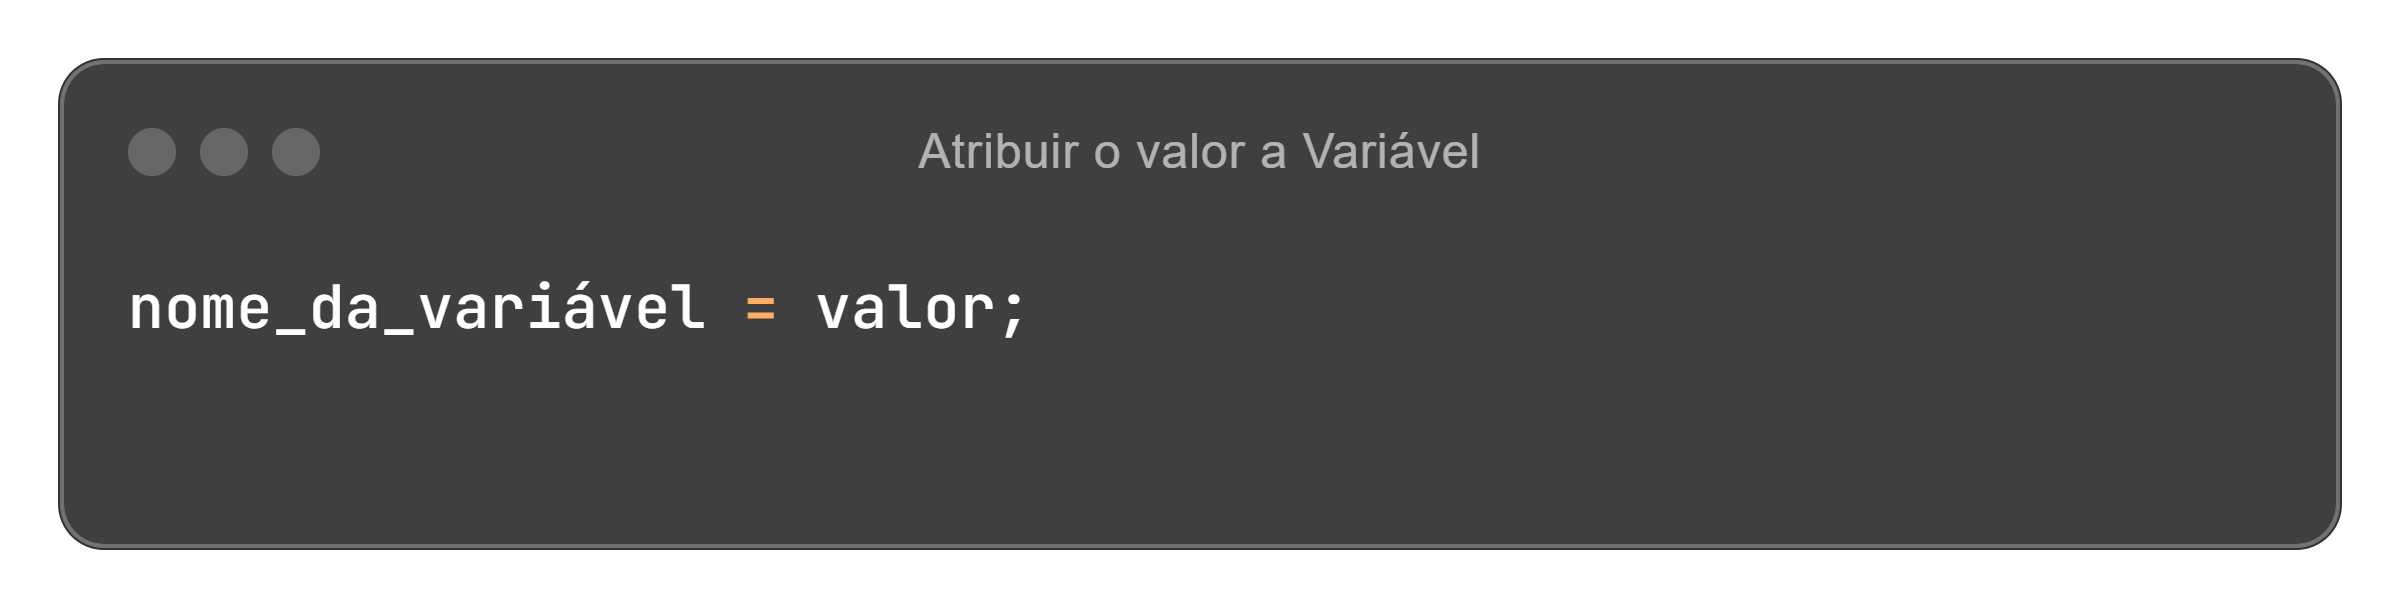 Atribuir o valor a Variável
nome_da_variável = valor;